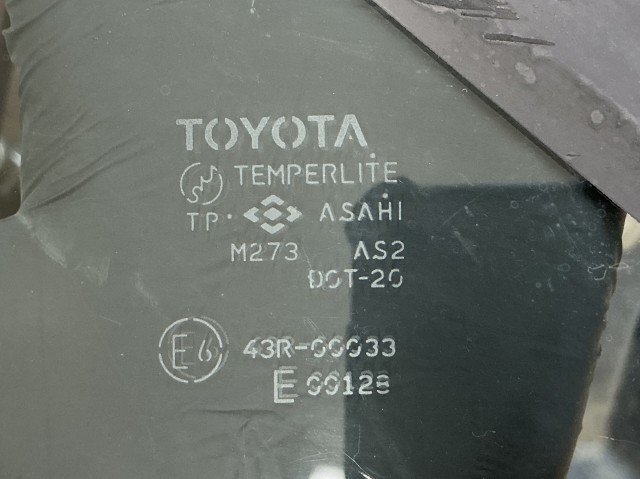 TOYOTA
TEMPERLITE
TP· ASAHI
M273 AS2
DOT-20
E6 43R-00033
E 00128